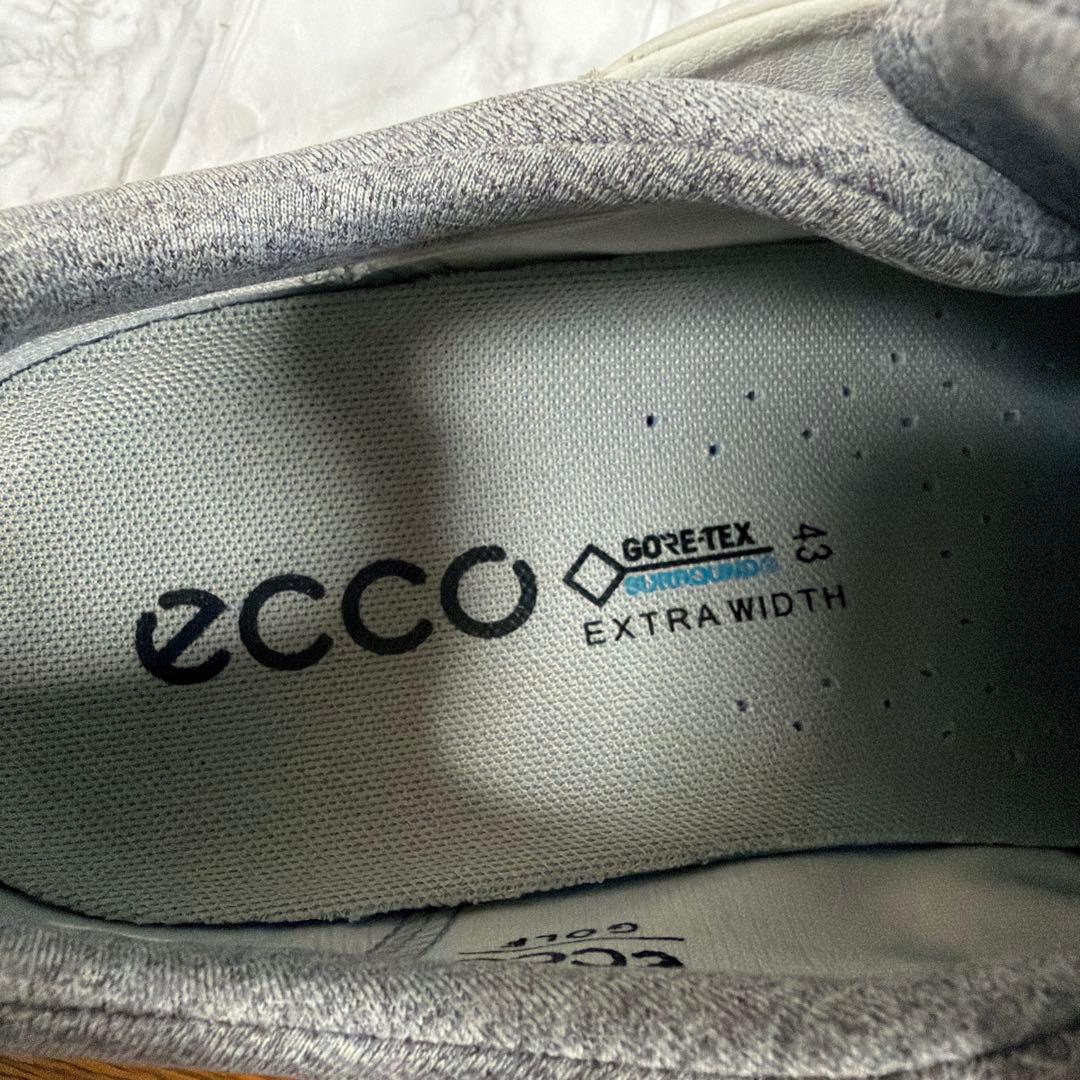 ecco
GORE-TEX
SURROUND
43
EXTRA WIDTH
ecco
GOLF